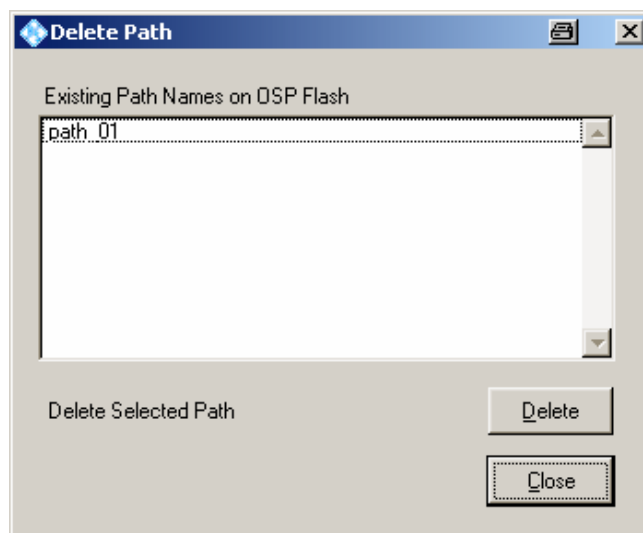 Delete Path
Existing Path Names on OSP Flash
path_01
Delete Selected Path
Delete
Close